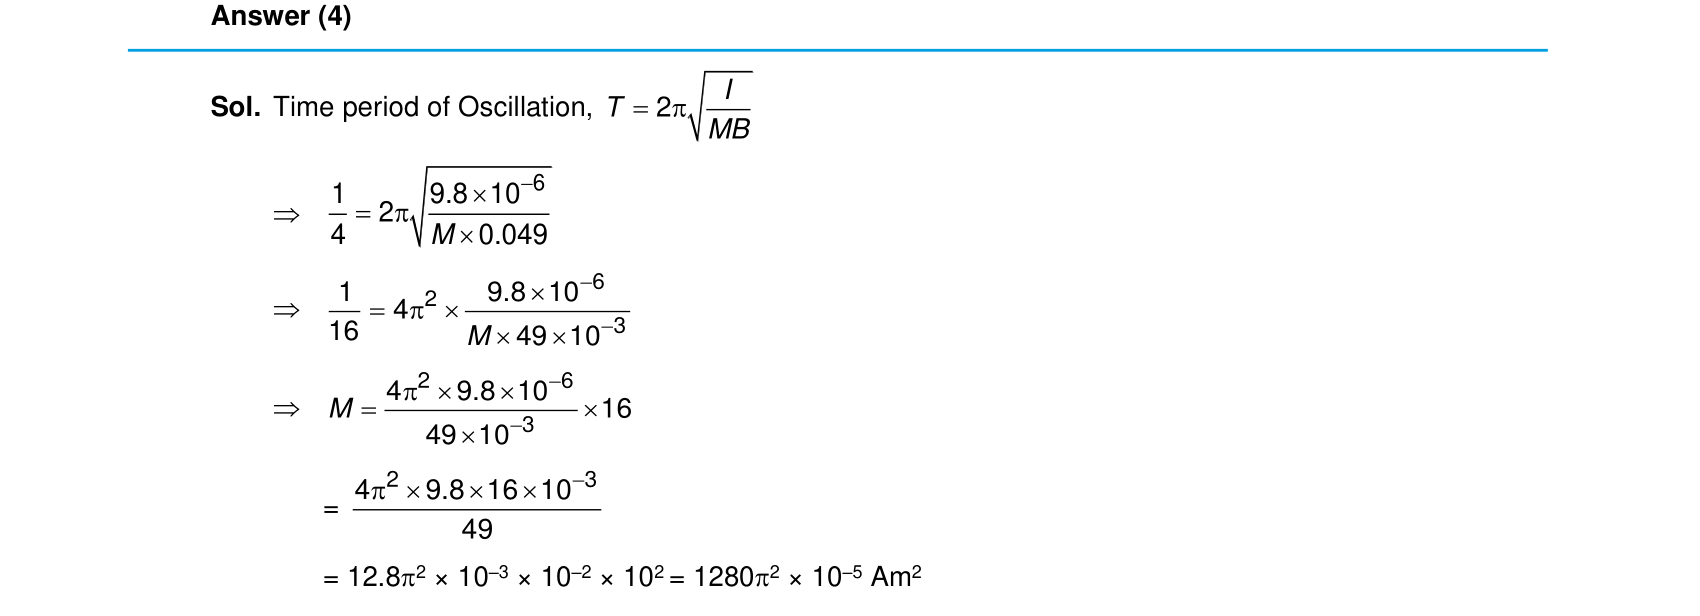 Answer (4)
Sol. Time period of Oscillation, T = 2π√(I/MB)
⇒ 1/4 = 2π√((9.8×10⁻⁶)/(M×0.049))
⇒ 1/16 = 4π² × (9.8×10⁻⁶)/(M×49×10⁻³)
⇒ M = (4π²×9.8×10⁻⁶)/(49×10⁻³) ×16
= (4π²×9.8×16×10⁻³)/49
= 12.8π² × 10⁻³ × 10⁻² × 10² = 1280π² × 10⁻⁵ Am²